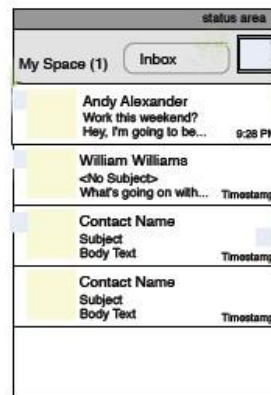 status area
My Space (1) Inbox
Andy Alexander
Work this weekend?
Hey, I'm going to be... 9:28 PM
William Williams
<No Subject>
What's going on with... Timestamp
Contact Name
Subject
Body Text Timestamp
Contact Name
Subject
Body Text Timestamp